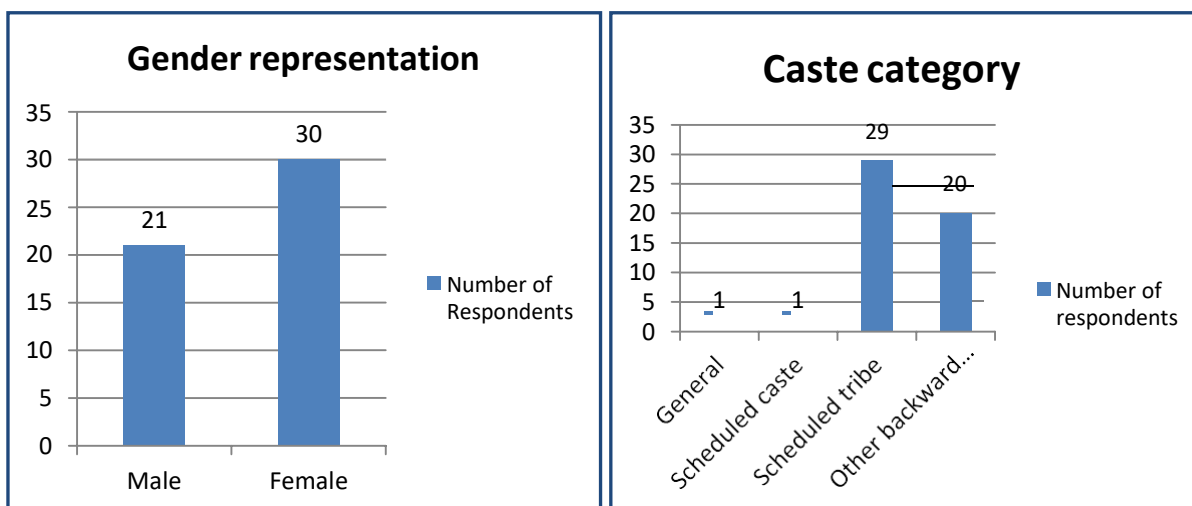 Gender representation
35
30
25
20
15
10
5
0
21
30
Male
Female
Number of
Respondents
Caste category
35
30
25
20
15
10
5
0
1
1
29
20
General
Scheduled caste
Scheduled tribe
Other backward...
Number of
respondents